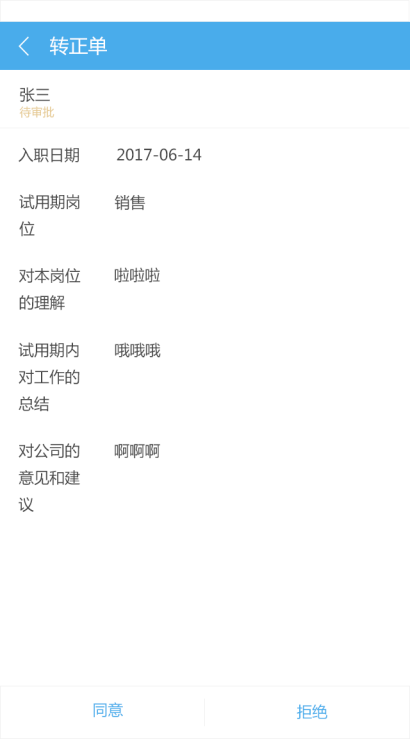 转正单
张三
待审批
入职日期 2017-06-14
试用期岗 销售
位
对本岗位 啦啦啦
的理解
试用期内 哦哦哦
对工作的
总结
对公司的 啊啊啊
意见和建
议
同意 拒绝